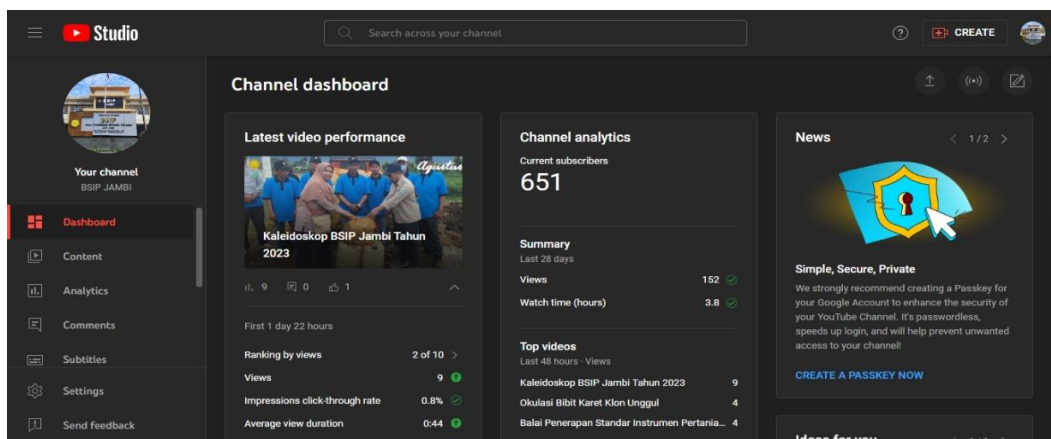 Studio
Search across your channel
CREATE
Your channel
BSIP JAMBI
Dashboard
Content
Analytics
Comments
Subtitles
Settings
Send feedback
Channel dashboard
Latest video performance
Agustus
Kaleidoskop BSIP Jambi Tahun
2023
9 0 1
First 1 day 22 hours
Ranking by views 2 of 10
Views 9
Impressions click-through rate 0.8%
Average view duration 0:44
Channel analytics
Current subscribers
651
Summary
Last 28 days
Views 152
Watch time (hours) 3.8
Top videos
Last 48 hours · Views
Kaleidoskop BSIP Jambi Tahun 2023 9
Okulasi Bibit Karet Klon Unggul 4
Balai Penerapan Standar Instrumen Pertania... 4
News 1/2
Simple, Secure, Private
We strongly recommend creating a Passkey for
your Google Account to enhance the security of
your YouTube Channel. It's passwordless,
speeds up login, and will help prevent unwanted
access to your channel!
CREATE A PASSKEY NOW
Ideas for you